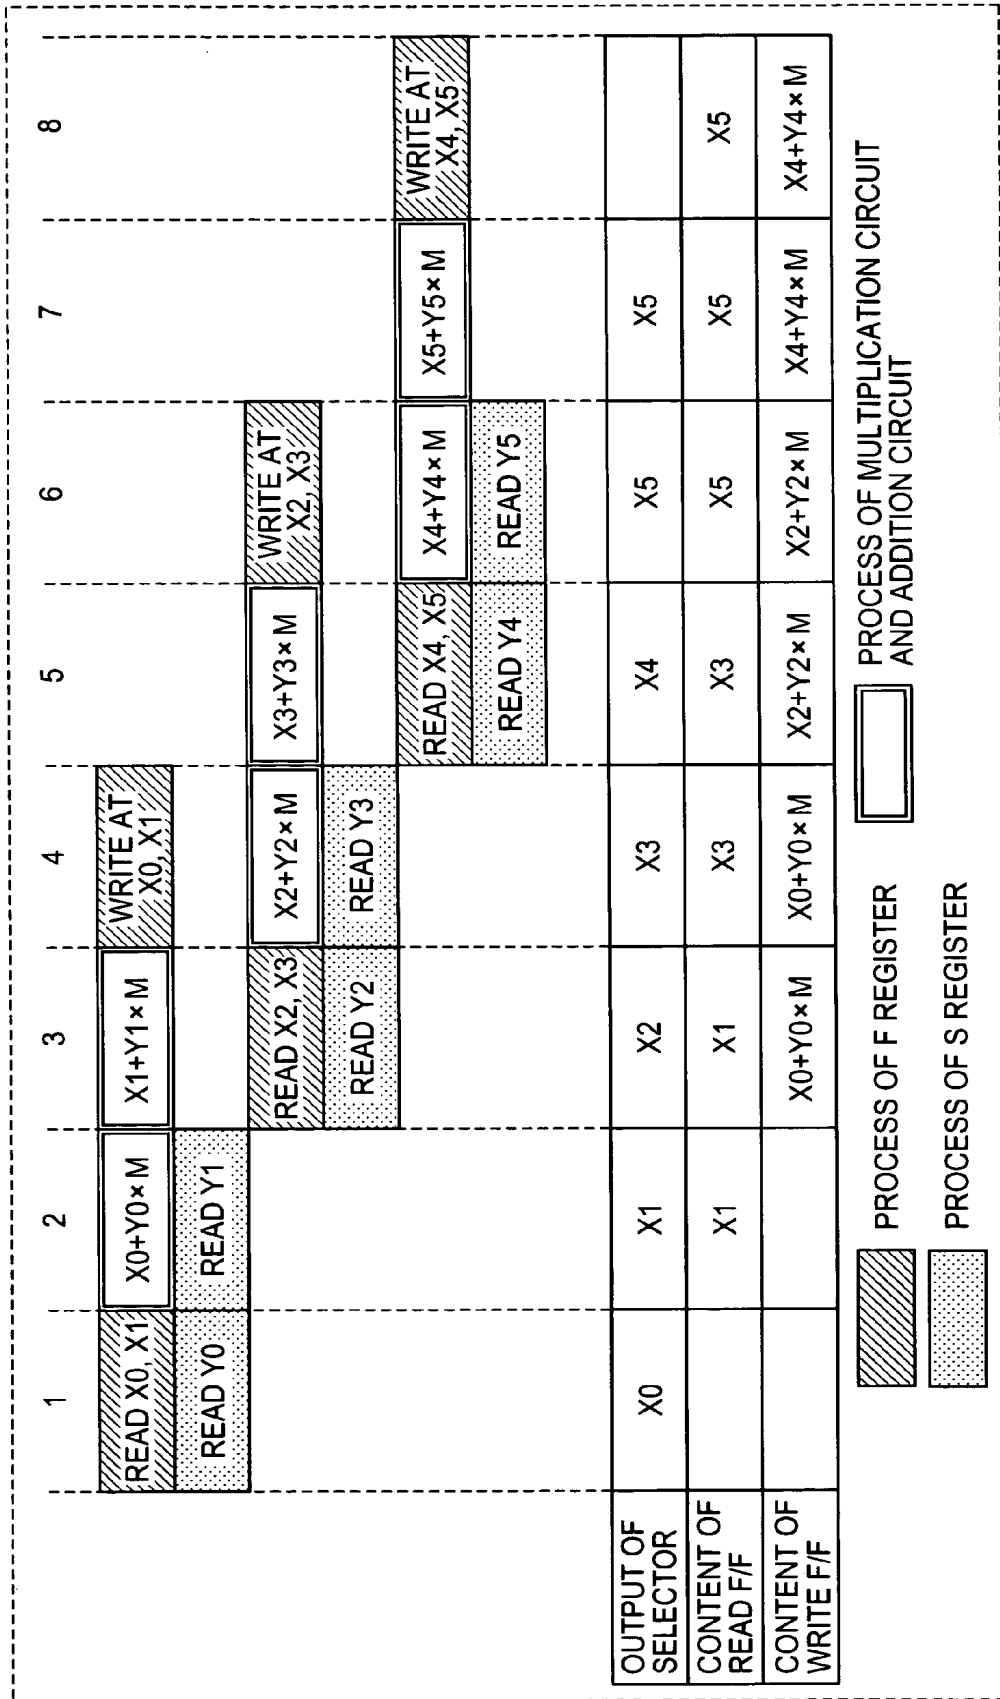 1 2 3 4 5 6 7 8
READ X0, X1
X0+Y0×M
X1+Y1×M
WRITE AT
X0, X1
READ Y0
READ Y1
READ X2, X3
X2+Y2×M
X3+Y3×M
WRITE AT
X2, X3
READ Y2
READ Y3
READ X4, X5
X4+Y4×M
X5+Y5×M
WRITE AT
X4, X5
READ Y4
READ Y5
OUTPUT OF
SELECTOR
X0 X1 X2 X3 X4 X5 X5
CONTENT OF
READ F/F
X1 X1 X3 X3 X5 X5 X5
CONTENT OF
WRITE F/F
X0+Y0×M X0+Y0×M X2+Y2×M X2+Y2×M X4+Y4×M X4+Y4×M
PROCESS OF F REGISTER
PROCESS OF S REGISTER
PROCESS OF MULTIPLICATION CIRCUIT
AND ADDITION CIRCUIT